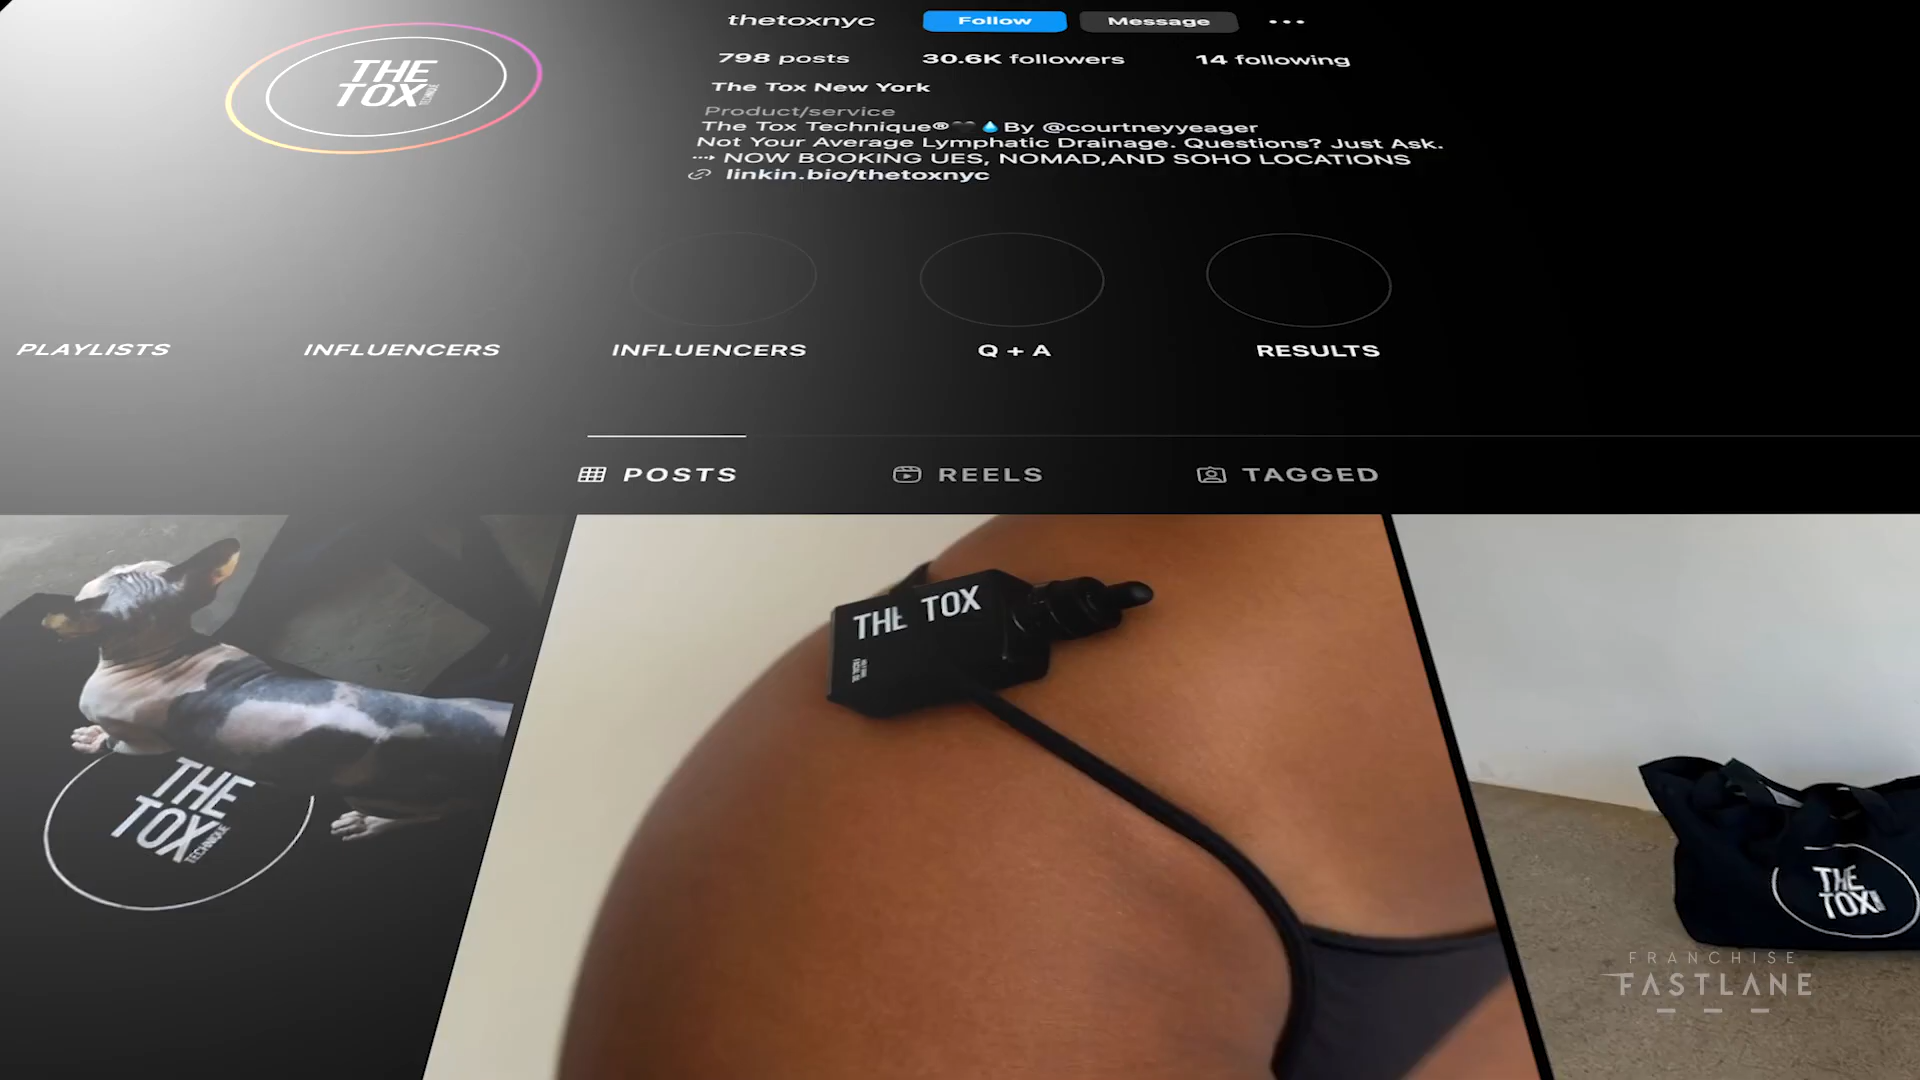 thetoxnyc Follow Message
THE
TOX
TECHNIQUE
798 posts 30.6K followers 14 following
The Tox New York
Product/service
The Tox Technique®🖤💧By @courtneyyeager
Not Your Average Lymphatic Drainage. Questions? Just Ask.
⤑ NOW BOOKING UES, NOMAD,AND SOHO LOCATIONS
linkin.bio/thetoxnyc
PLAYLISTS INFLUENCERS INFLUENCERS Q + A RESULTS
POSTS REELS TAGGED
THE
TOX
TECHNIQUE
THE TOX
THE
TOX
FRANCHISE
FASTLANE